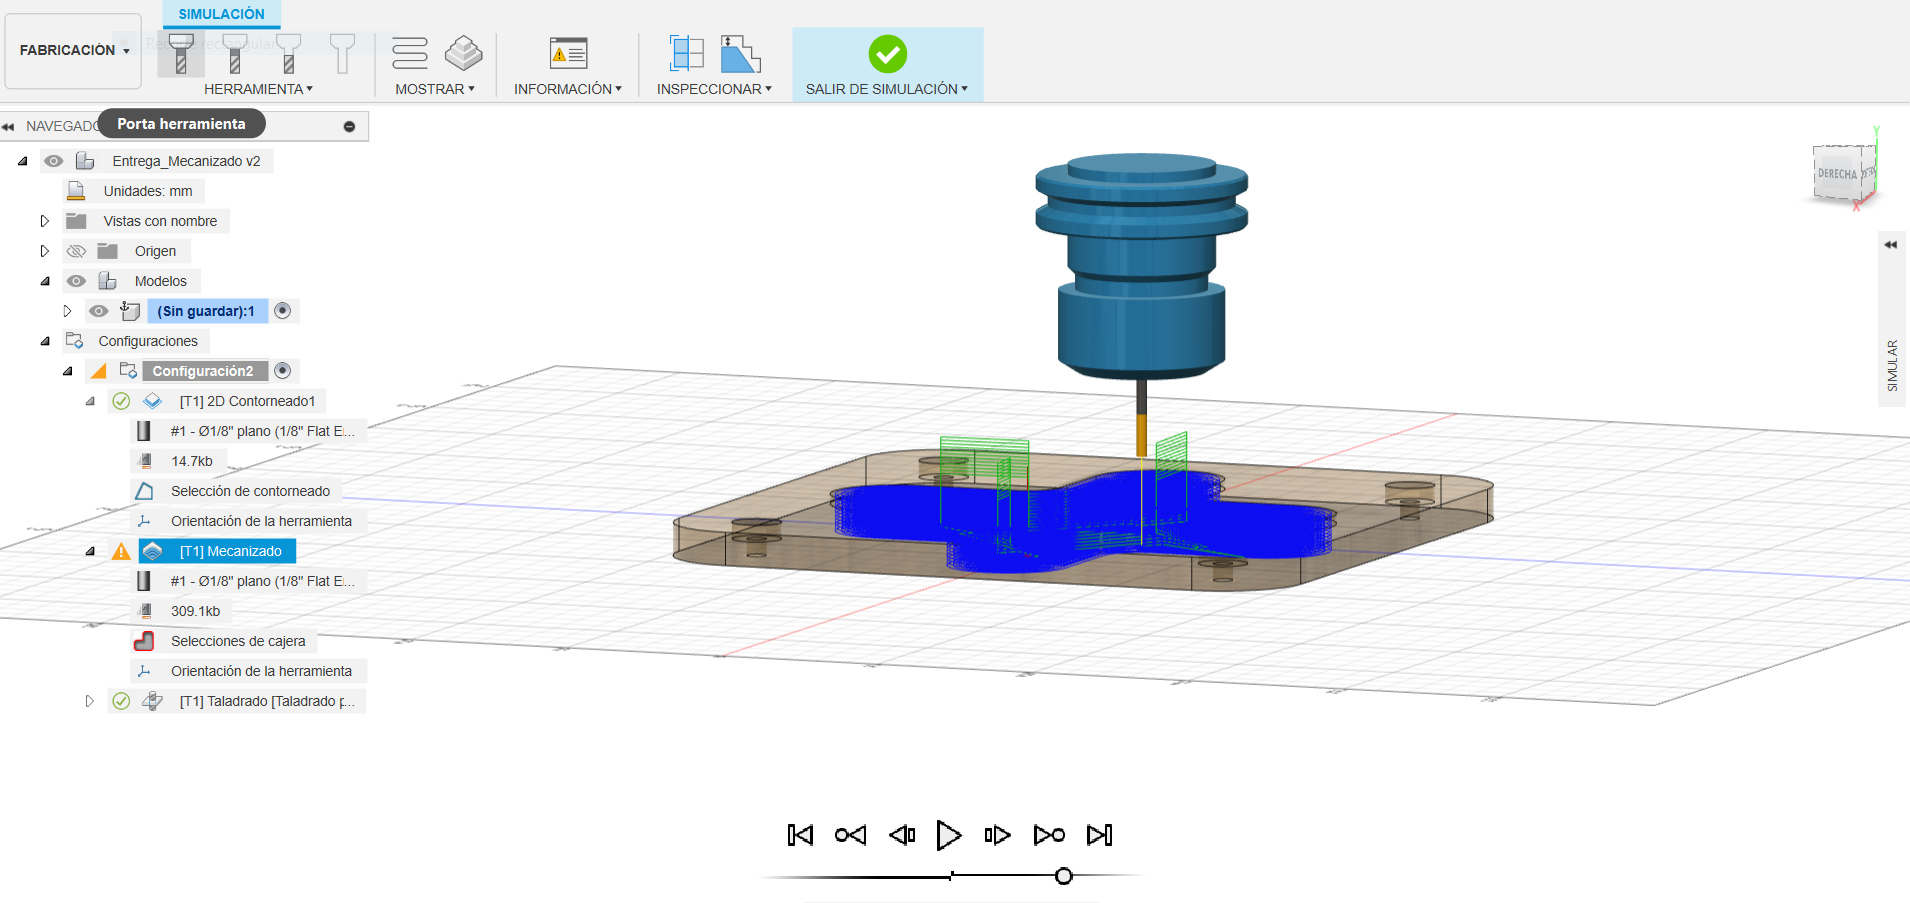 SIMULACIÓN
FABRICACIÓN
HERRAMIENTA
MOSTRAR
INFORMACIÓN
INSPECCIONAR
SALIR DE SIMULACIÓN
NAVEGADO
Porta herramienta
Entrega_Mecanizado v2
Unidades: mm
Vistas con nombre
Origen
Modelos
(Sin guardar):1
Configuraciones
Configuración2
[T1] 2D Contorneado1
#1 - Ø1/8" plano (1/8" Flat E...
14.7kb
Selección de contorneado
Orientación de la herramienta
[T1] Mecanizado
#1 - Ø1/8" plano (1/8" Flat E...
309.1kb
Selecciones de cajera
Orientación de la herramienta
[T1] Taladrado [Taladrado p...
Y
DERECHA
X
SIMULAR